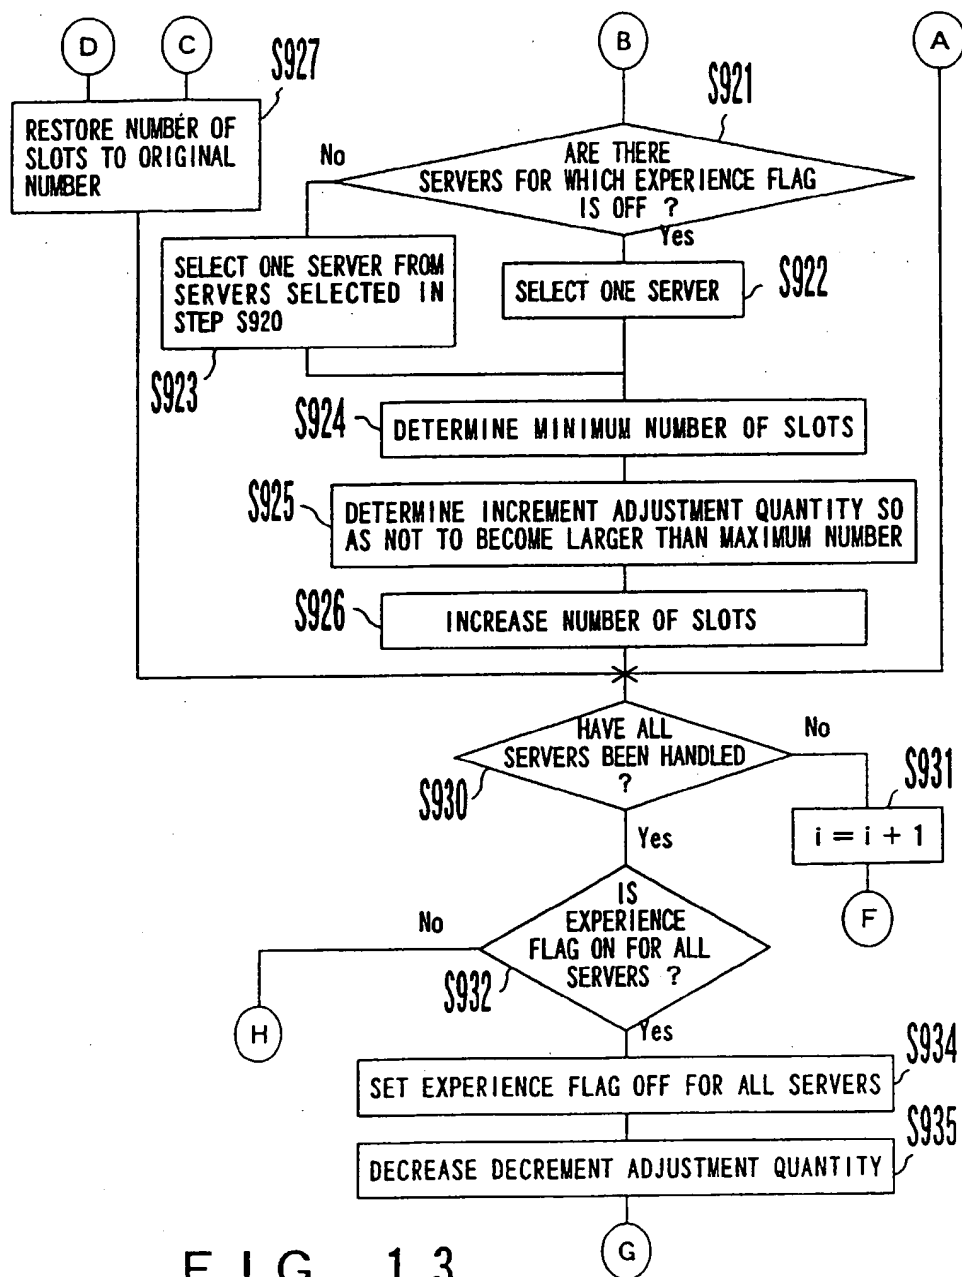 D
C
S927
B
A
RESTORE NUMBER OF
SLOTS TO ORIGINAL
NUMBER
S921
No
ARE THERE
SERVERS FOR WHICH EXPERIENCE FLAG
IS OFF ?
Yes
SELECT ONE SERVER FROM
SERVERS SELECTED IN
STEP S920
S923
SELECT ONE SERVER
S922
S924
DETERMINE MINIMUM NUMBER OF SLOTS
S925
DETERMINE INCREMENT ADJUSTMENT QUANTITY SO
AS NOT TO BECOME LARGER THAN MAXIMUM NUMBER
S926
INCREASE NUMBER OF SLOTS
HAVE ALL
SERVERS BEEN HANDLED
?
S930
No
S931
i = i + 1
F
Yes
IS
EXPERIENCE
FLAG ON FOR ALL
SERVERS ?
S932
No
H
Yes
S934
SET EXPERIENCE FLAG OFF FOR ALL SERVERS
S935
DECREASE DECREMENT ADJUSTMENT QUANTITY
G
FIG. 13